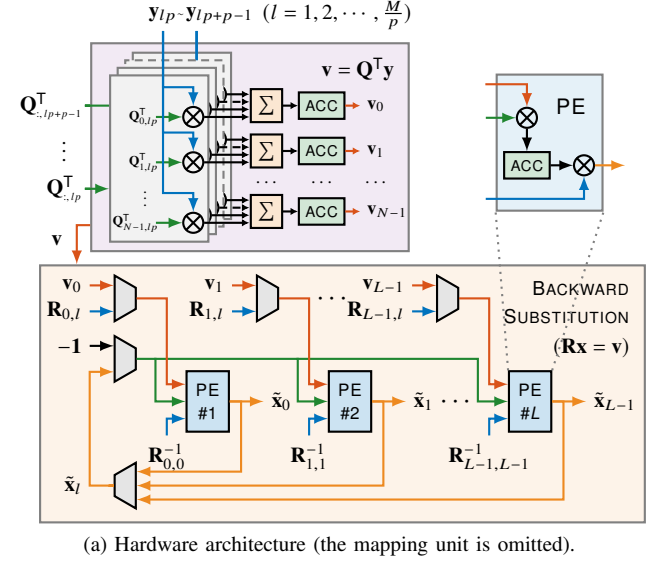 y_{lp} ~ y_{lp+p−1} (l = 1, 2, ⋯ , M/p)
v = Q^T y
Q^T_{:,lp+p−1}
⋮
Q^T_{:,lp}
Q^T_{0,lp}
Σ
ACC
v_0
Q^T_{1,lp}
Σ
ACC
v_1
⋮
⋯
⋯
⋯
Q^T_{N−1,lp}
Σ
ACC
v_{N−1}
PE
ACC
v
v_0
R_{0,l}
v_1
R_{1,l}
⋯
v_{L−1}
R_{L−1,l}
BACKWARD
SUBSTITUTION
(Rx = v)
−1
PE
#1
x̃_0
PE
#2
x̃_1
⋯
PE
#L
x̃_{L−1}
R^{−1}_{0,0}
R^{−1}_{1,1}
R^{−1}_{L−1,L−1}
x̃_l
(a) Hardware architecture (the mapping unit is omitted).